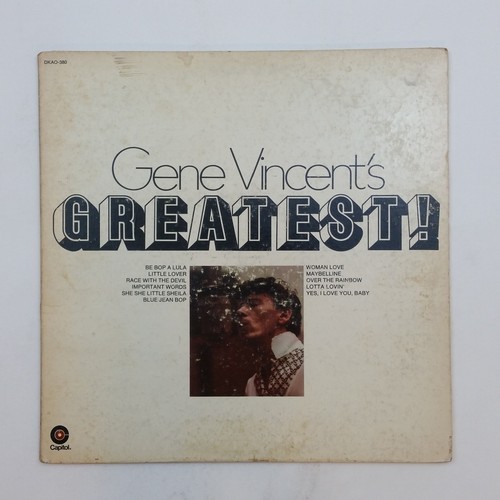 DKAO-380
Gene Vincent's
GREATEST!
'BE BOP A LULA
LITTLE LOVER
RACE WITH THE DEVIL
IMPORTANT WORDS
SHE SHE LITTLE SHEILA
BLUE JEAN BOP
WOMAN LOVE
MAYBELLINE
OVER THE RAINBOW
LOTTA LOVIN'
YES, I LOVE YOU, BABY
Capitol.